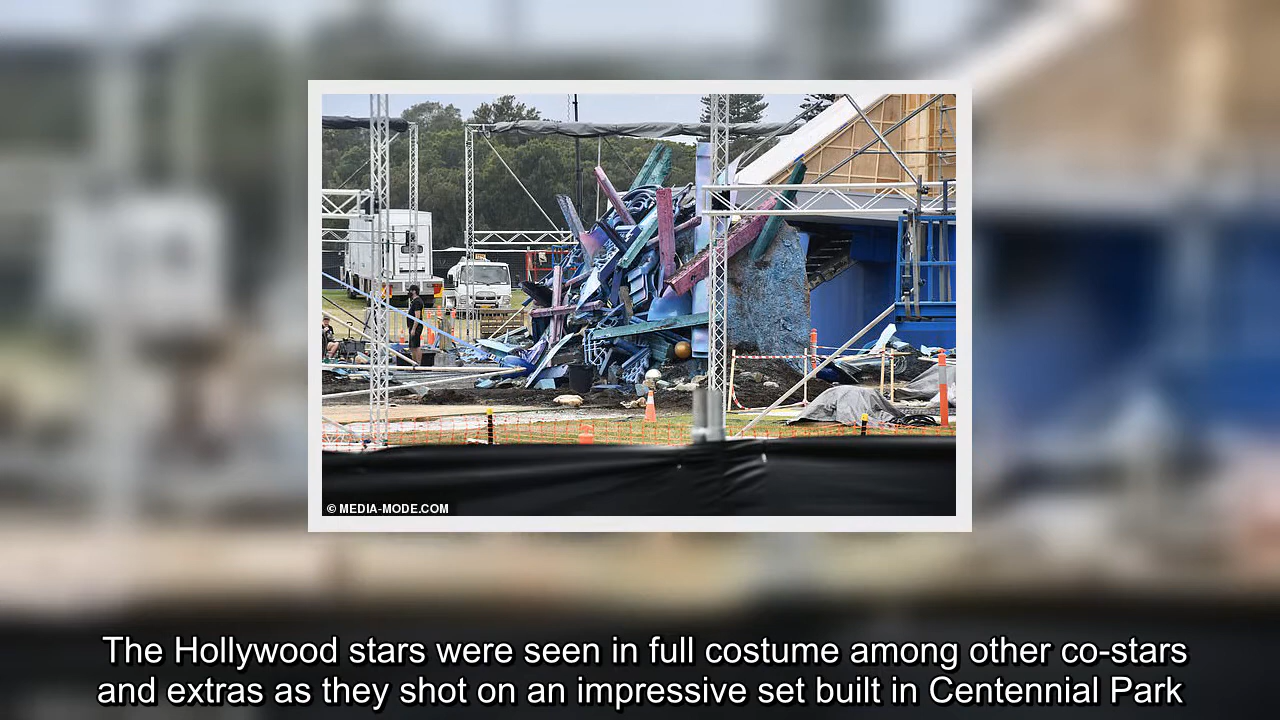 © MEDIA-MODE.COM
The Hollywood stars were seen in full costume among other co-stars
and extras as they shot on an impressive set built in Centennial Park